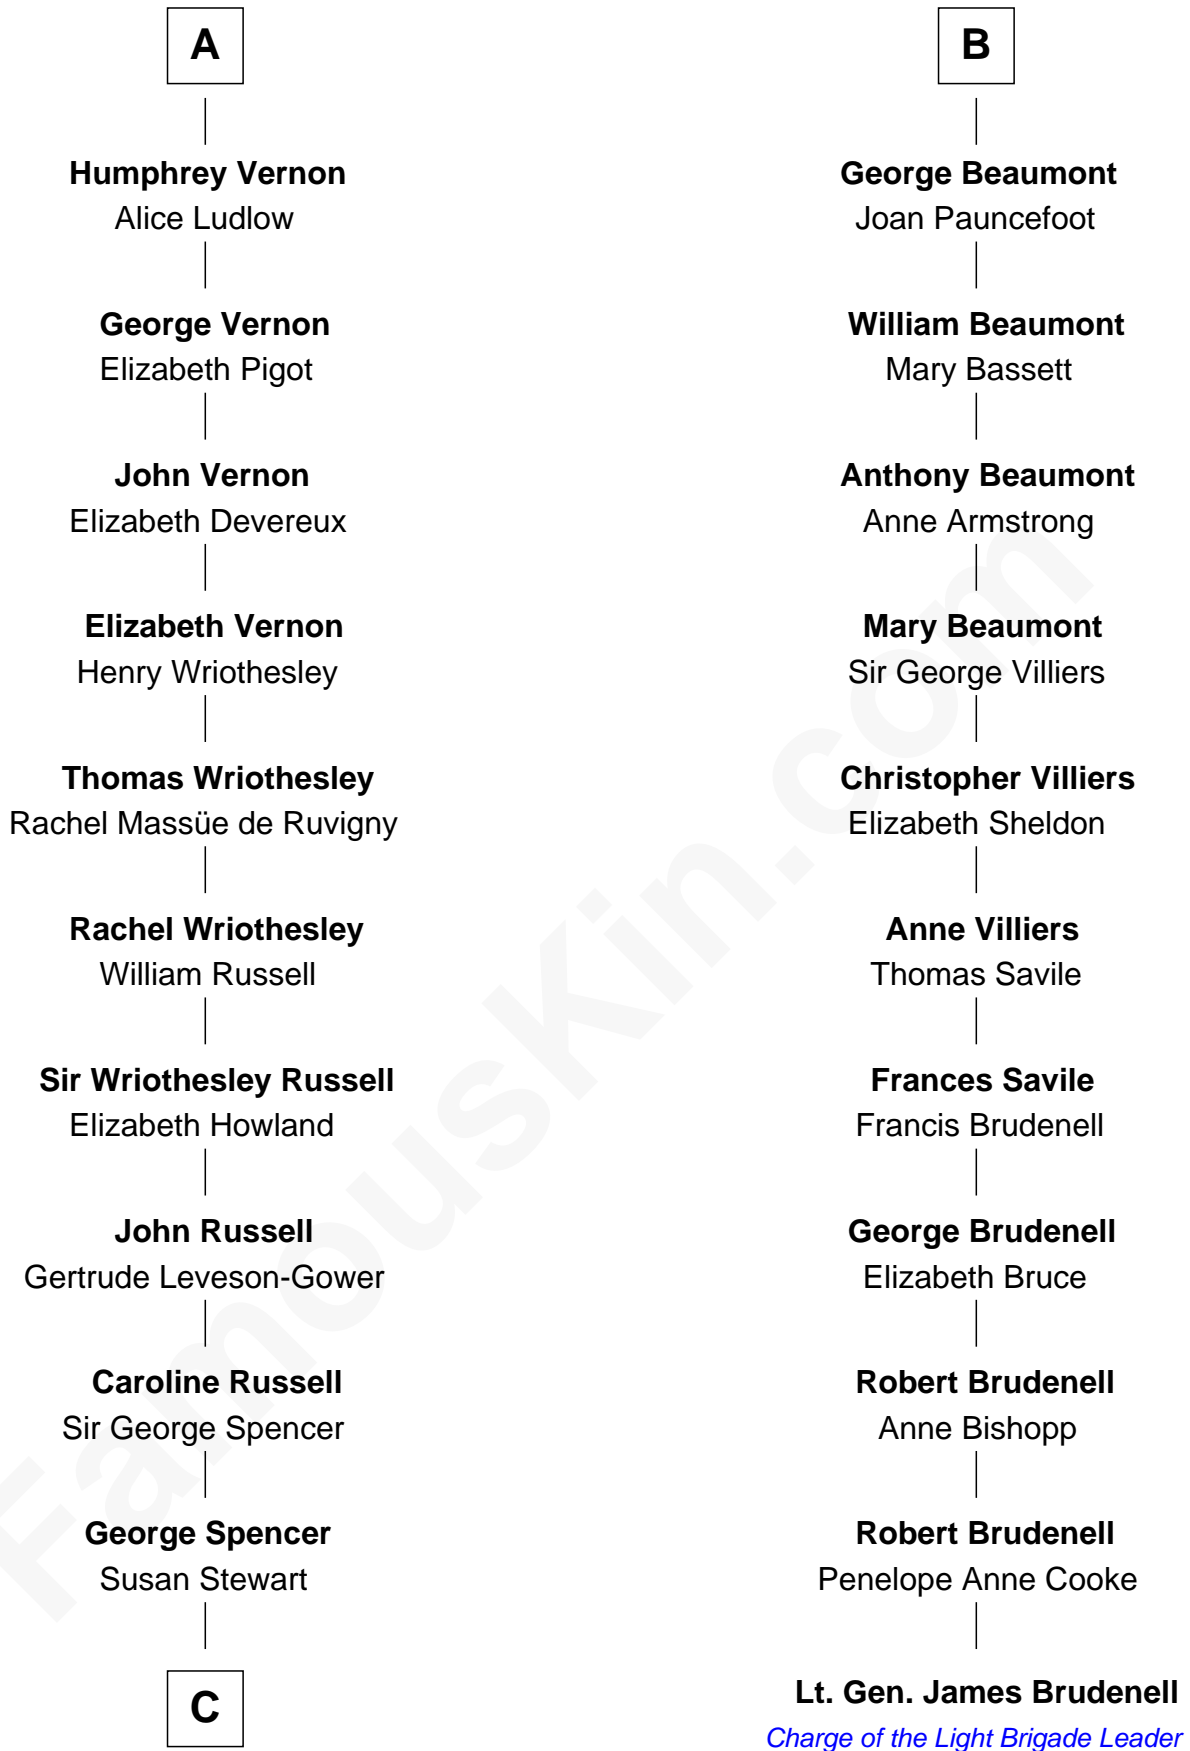 A
Humphrey Vernon
Alice Ludlow
George Vernon
Elizabeth Pigot
John Vernon
Elizabeth Devereux
Elizabeth Vernon
Henry Wriothesley
Thomas Wriothesley
Rachel Massüe de Ruvigny
Rachel Wriothesley
William Russell
Sir Wriothesley Russell
Elizabeth Howland
John Russell
Gertrude Leveson-Gower
Caroline Russell
Sir George Spencer
George Spencer
Susan Stewart
C
B
George Beaumont
Joan Pauncefoot
William Beaumont
Mary Bassett
Anthony Beaumont
Anne Armstrong
Mary Beaumont
Sir George Villiers
Christopher Villiers
Elizabeth Sheldon
Anne Villiers
Thomas Savile
Frances Savile
Francis Brudenell
George Brudenell
Elizabeth Bruce
Robert Brudenell
Anne Bishopp
Robert Brudenell
Penelope Anne Cooke
Lt. Gen. James Brudenell
Charge of the Light Brigade Leader
FamousKin.com